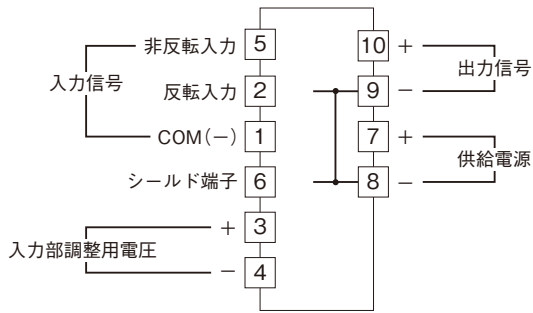 非反転入力 5
入力信号
反転入力 2
COM(−) 1
シールド端子 6
+ 3
入力部調整用電圧
− 4
10 +
出力信号
9 −
7 +
供給電源
8 −